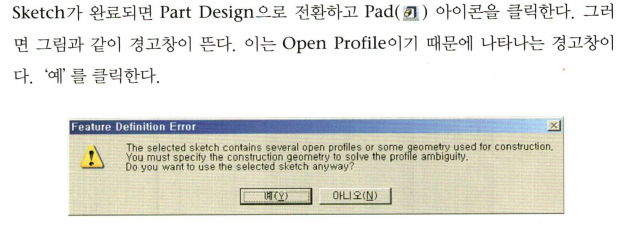 Sketch가 완료되면 Part Design으로 전환하고 Pad( ) 아이콘을 클릭한다. 그러
면 그림과 같이 경고창이 뜬다. 이는 Open Profile이기 때문에 나타나는 경고창이
다. ‘예’ 를 클릭한다.
Feature Definition Error
The selected sketch contains several open profiles or some geometry used for construction.
You must specify the construction geometry to solve the profile ambiguity.
Do you want to use the selected sketch anyway?
예(Y) 아니오(N)